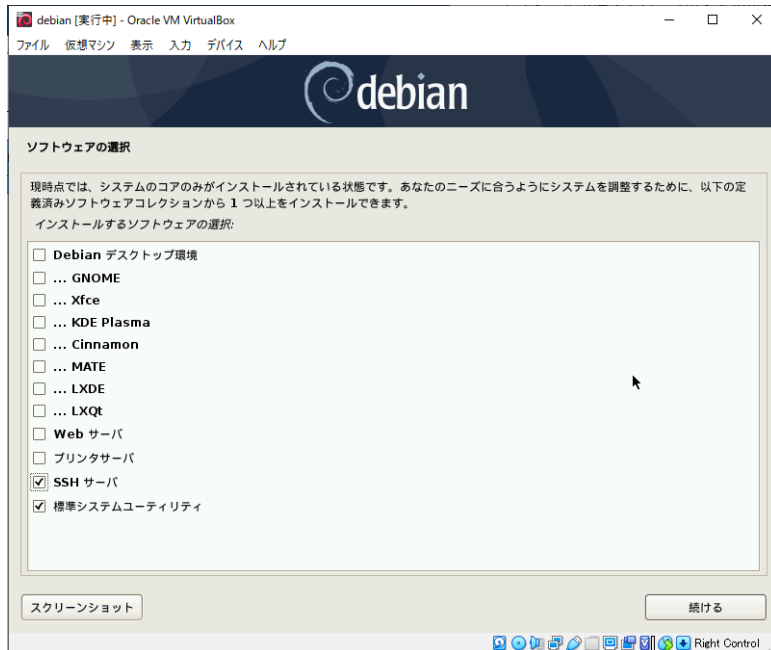 debian [実行中] - Oracle VM VirtualBox
ファイル 仮想マシン 表示 入力 デバイス ヘルプ
debian
ソフトウェアの選択
現時点では、システムのコアのみがインストールされている状態です。あなたのニーズに合うようにシステムを調整するために、以下の定
義済みソフトウェアコレクションから 1 つ以上をインストールできます。
インストールするソフトウェアの選択:
Debian デスクトップ環境
... GNOME
... Xfce
... KDE Plasma
... Cinnamon
... MATE
... LXDE
... LXQt
Web サーバ
プリンタサーバ
SSH サーバ
標準システムユーティリティ
スクリーンショット 続ける
Right Control